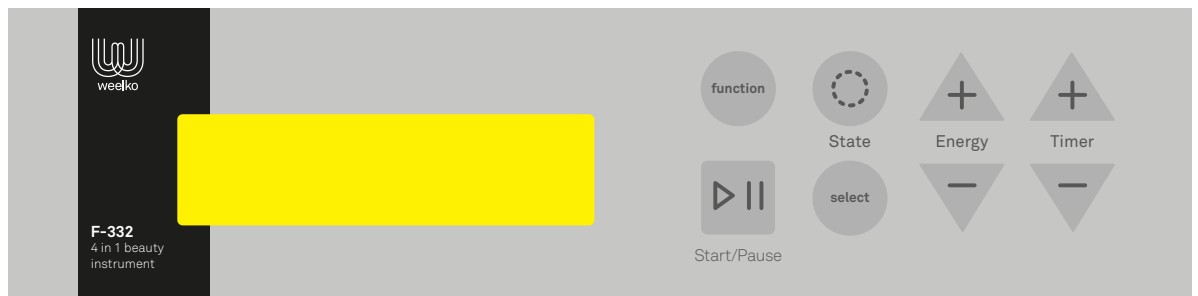 weelko
F-332
4 in 1 beauty
instrument
function
State
Energy
Timer
select
Start/Pause